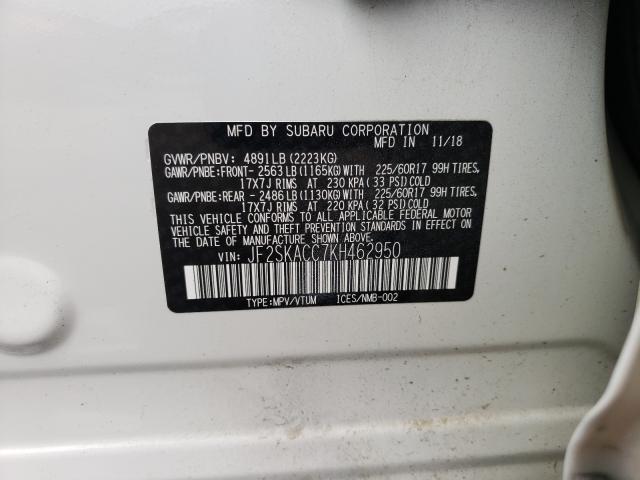 MFD BY SUBARU CORPORATION
MFD IN 11/18
GVWR/PNBV: 4891LB (2223KG)
GAWR/PNBE:FRONT- 2563LB (1165KG) WITH 225/60R17 99H TIRES,
17X7J RIMS AT 230 KPA (33 PSI) COLD
GAWR/PNBE:REAR - 2486LB (1130KG) WITH 225/60R17 99H TIRES,
17X7J RIMS AT 220 KPA (32 PSI) COLD
THIS VEHICLE CONFORMS TO ALL APPLICABLE FEDERAL MOTOR
VEHICLE SAFETY AND THEFT PREVENTION STANDARDS IN EFFECT ON
THE DATE OF MANUFACTURE SHOWN ABOVE.
VIN: JF2SKACC7KH462950
TYPE:MPV/VTUM ICES/NMB-002